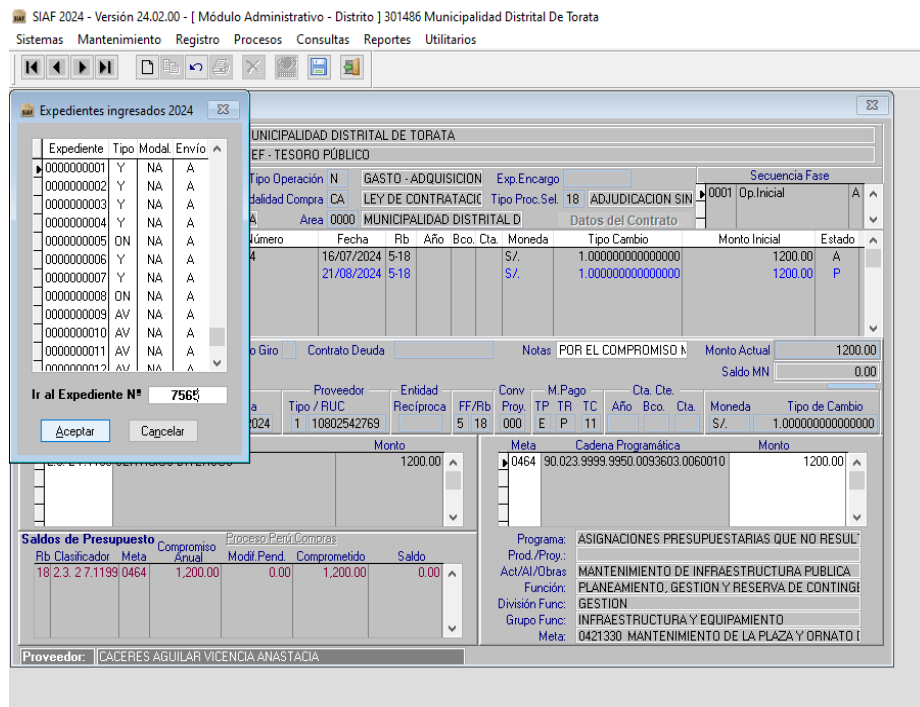 SIAF 2024 - Versión 24.02.00 - [ Módulo Administrativo - Distrito ] 301486 Municipalidad Distrital De Torata
Sistemas Mantenimiento Registro Procesos Consultas Reportes Utilitarios
Expedientes ingresados 2024
Expediente Tipo Modal. Envío
0000000001 Y NA A
0000000002 Y NA A
0000000003 Y NA A
0000000004 Y NA A
0000000005 ON NA A
0000000006 Y NA A
0000000007 Y NA A
0000000008 ON NA A
0000000009 AV NA A
0000000010 AV NA A
0000000011 AV NA A
0000000012 AV NA A
Ir al Expediente Nº 7565
Aceptar Cancelar
UNICIPALIDAD DISTRITAL DE TORATA
EF - TESORO PÚBLICO
Tipo Operación N GASTO - ADQUISICION Exp.Encargo
dalidad Compra CA LEY DE CONTRATACIC Tipo Proc.Sel. 18 ADJUDICACION SIN
A Area 0000 MUNICIPALIDAD DISTRITAL D Datos del Contrato
Secuencia Fase
0001 Op.Inicial A
Número Fecha Rb Año Bco. Cta. Moneda Tipo Cambio Monto Inicial Estado
4 16/07/2024 5-18 S/. 1.000000000000000 1200.00 A
21/08/2024 5-18 S/. 1.000000000000000 1200.00 P
o Giro Contrato Deuda Notas POR EL COMPROMISO M Monto Actual 1200.00
Saldo MN 0.00
Proveedor Entidad Conv M.Pago Cta. Cte.
a Tipo / RUC Recíproca FF/Rb Proy. TP TR TC Año Bco. Cta. Moneda Tipo de Cambio
2024 1 10802542769 5 18 000 E P 11 S/. 1.000000000000000
Monto
1200.00
Meta Cadena Programática Monto
0464 90.023.9999.9950.0093603.0060010 1200.00
Saldos de Presupuesto Compromiso Anual Proceso Perú Compras
Rb Clasificador Meta Modif.Pend. Comprometido Saldo
18 2.3. 2 7.1199 0464 1,200.00 0.00 1,200.00 0.00
Programa: ASIGNACIONES PRESUPUESTARIAS QUE NO RESUL
Prod./Proy.:
Act/AI/Obras MANTENIMIENTO DE INFRAESTRUCTURA PUBLICA
Función: PLANEAMIENTO, GESTION Y RESERVA DE CONTINGE
División Func: GESTION
Grupo Func: INFRAESTRUCTURA Y EQUIPAMIENTO
Meta: 0421330 MANTENIMIENTO DE LA PLAZA Y ORNATO
Proveedor: CACERES AGUILAR VICENCIA ANASTACIA